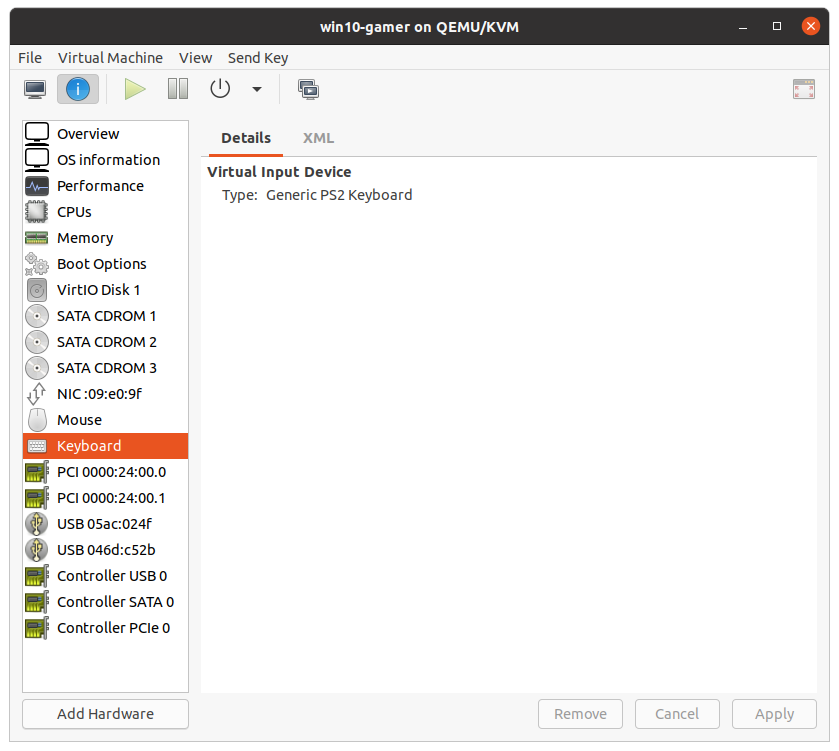 win10-gamer on QEMU/KVM
File Virtual Machine View Send Key
Overview
OS information
Performance
CPUs
Memory
Boot Options
VirtIO Disk 1
SATA CDROM 1
SATA CDROM 2
SATA CDROM 3
NIC :09:e0:9f
Mouse
Keyboard
PCI 0000:24:00.0
PCI 0000:24:00.1
USB 05ac:024f
USB 046d:c52b
Controller USB 0
Controller SATA 0
Controller PCIe 0
Add Hardware
Details XML
Virtual Input Device
Type: Generic PS2 Keyboard
Remove Cancel Apply